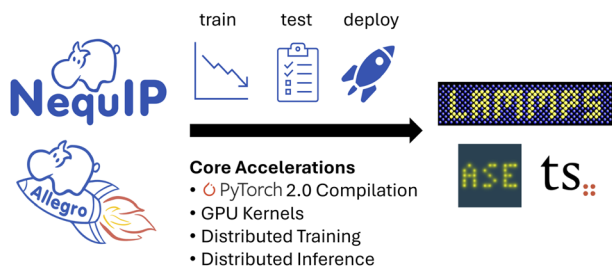 train test deploy
NequIP
Allegro
Core Accelerations
• PyTorch 2.0 Compilation
• GPU Kernels
• Distributed Training
• Distributed Inference
LAMMPS
ASE ts